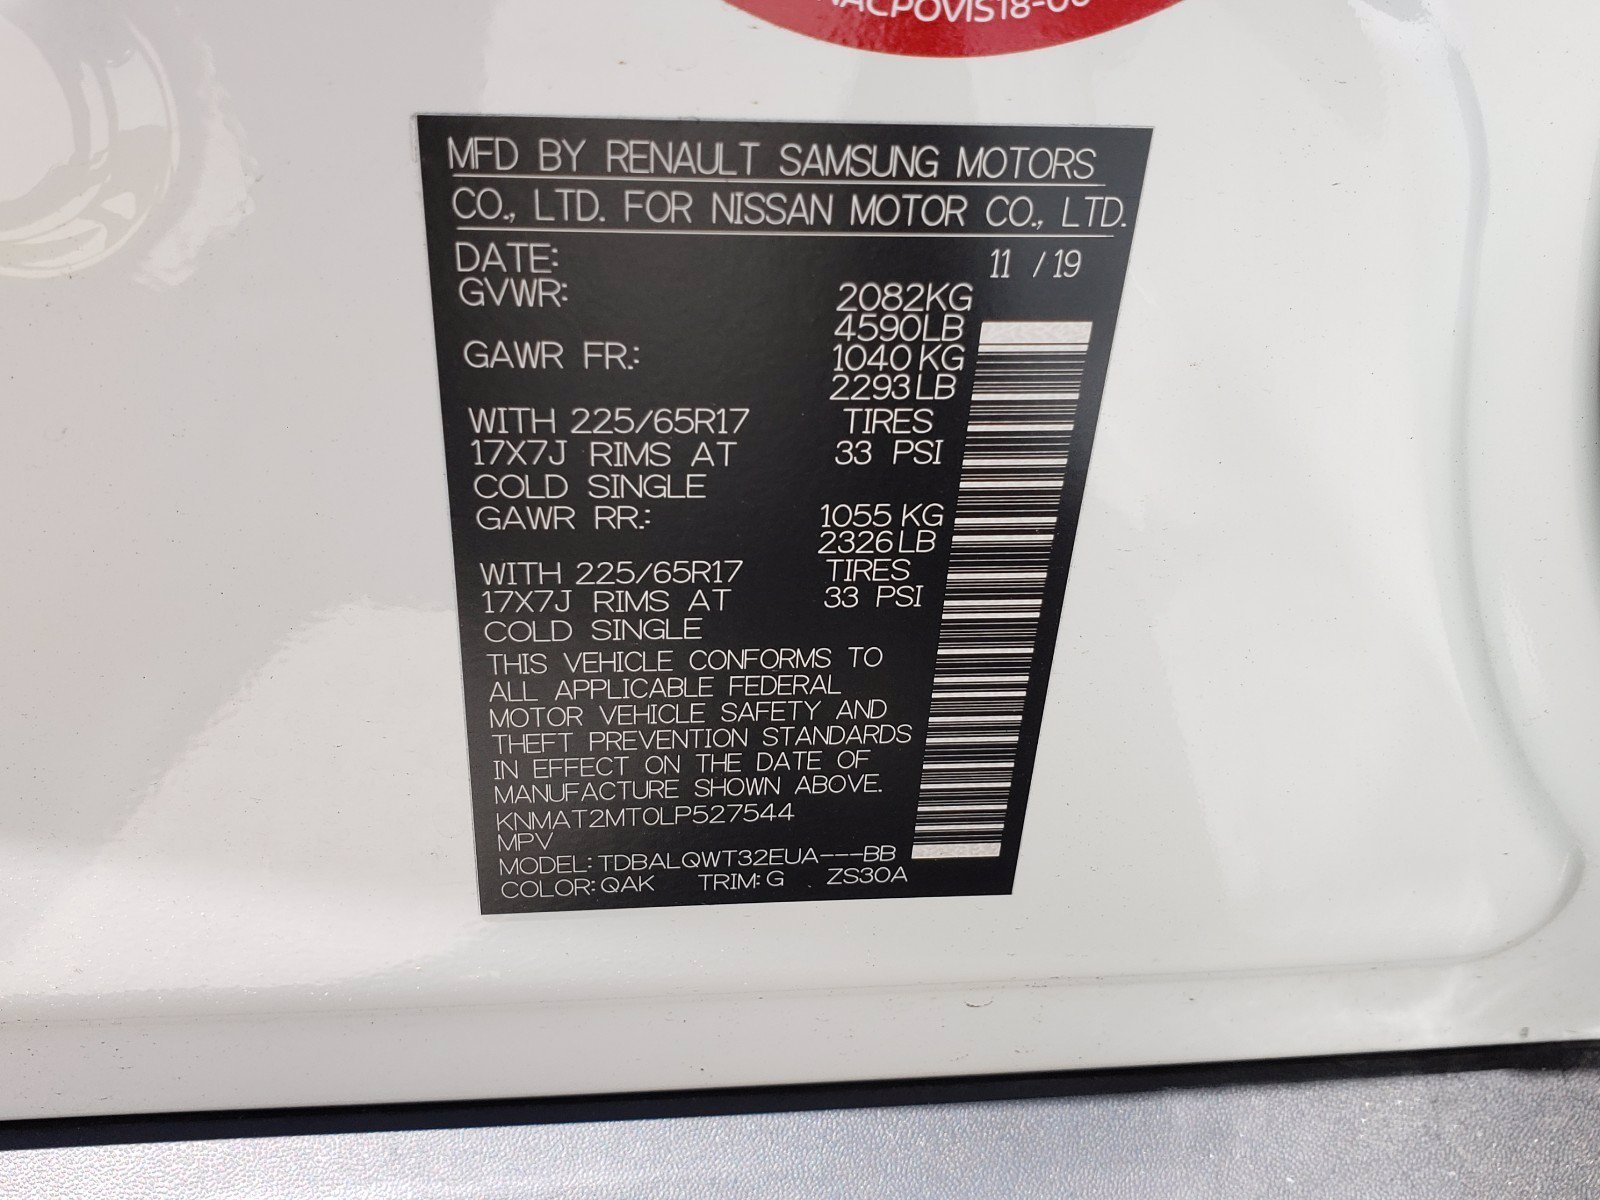 NACPOVIS18-00
MFD BY RENAULT SAMSUNG MOTORS
CO., LTD. FOR NISSAN MOTOR CO., LTD.
DATE: 11 / 19
GVWR: 2082KG
4590LB
GAWR FR.: 1040 KG
2293 LB
WITH 225/65R17 TIRES
17X7J RIMS AT 33 PSI
COLD SINGLE
GAWR RR.: 1055 KG
2326 LB
WITH 225/65R17 TIRES
17X7J RIMS AT 33 PSI
COLD SINGLE
THIS VEHICLE CONFORMS TO
ALL APPLICABLE FEDERAL
MOTOR VEHICLE SAFETY AND
THEFT PREVENTION STANDARDS
IN EFFECT ON THE DATE OF
MANUFACTURE SHOWN ABOVE.
KNMAT2MT0LP527544
MPV
MODEL: TDBALQWT32EUA---BB
COLOR: QAK TRIM: G ZS30A